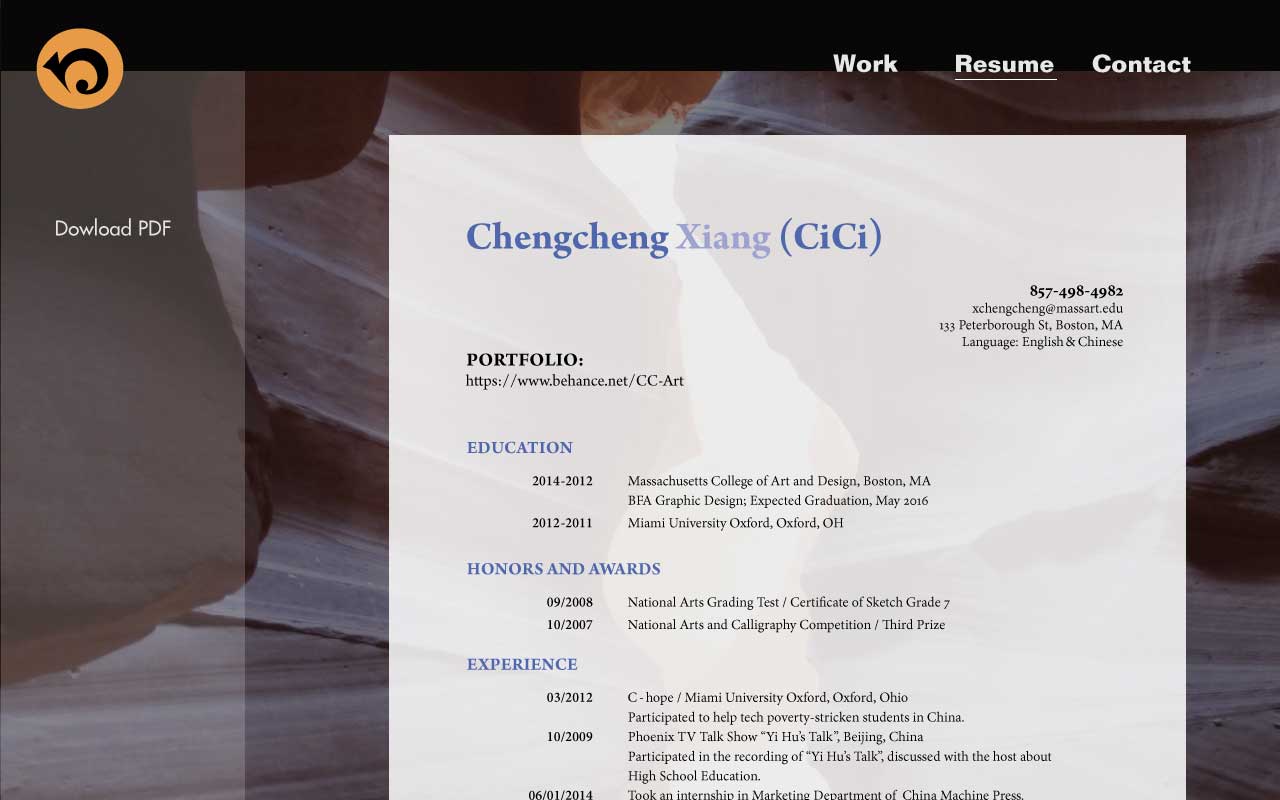 Work Resume Contact
Dowload PDF
Chengcheng Xiang (CiCi)
857-498-4982
xchengcheng@massart.edu
133 Peterborough St, Boston, MA
Language: English & Chinese
PORTFOLIO:
https://www.behance.net/CC-Art
EDUCATION
2014-2012 Massachusetts College of Art and Design, Boston, MA
BFA Graphic Design; Expected Graduation, May 2016
2012-2011 Miami University Oxford, Oxford, OH
HONORS AND AWARDS
09/2008 National Arts Grading Test / Certificate of Sketch Grade 7
10/2007 National Arts and Calligraphy Competition / Third Prize
EXPERIENCE
03/2012 C - hope / Miami University Oxford, Oxford, Ohio
Participated to help tech poverty-stricken students in China.
10/2009 Phoenix TV Talk Show “Yi Hu’s Talk”, Beijing, China
Participated in the recording of “Yi Hu’s Talk”, discussed with the host about
High School Education.
06/01/2014 Took an internship in Marketing Department of China Machine Press.